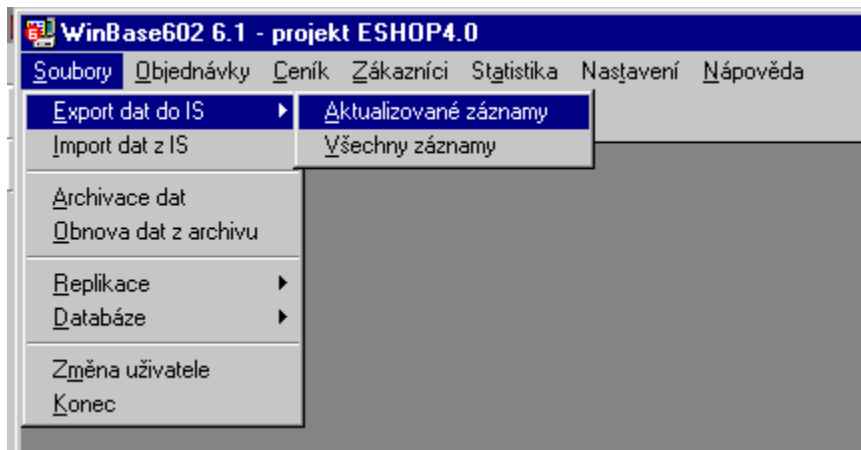 WinBase602 6.1 - projekt ESHOP4.0
Soubory Objednávky Ceník Zákazníci Statistika Nastavení Nápověda
Export dat do IS
Aktualizované záznamy
Import dat z IS
Všechny záznamy
Archivace dat
Obnova dat z archivu
Replikace
Databáze
Změna uživatele
Konec